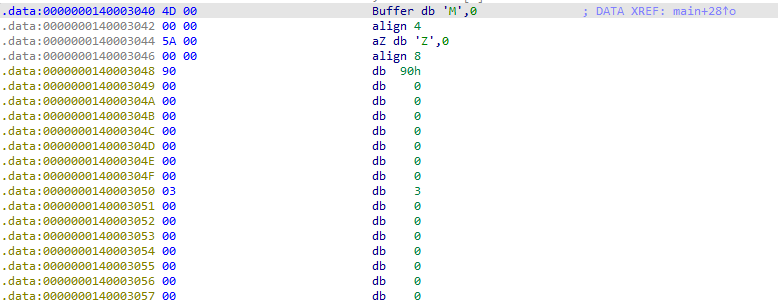 .data:0000000140003040 4D 00 Buffer db 'M',0 ; DATA XREF: main+28↑o
.data:0000000140003042 00 00 align 4
.data:0000000140003044 5A 00 aZ db 'Z',0
.data:0000000140003046 00 00 align 8
.data:0000000140003048 90 db 90h
.data:0000000140003049 00 db 0
.data:000000014000304A 00 db 0
.data:000000014000304B 00 db 0
.data:000000014000304C 00 db 0
.data:000000014000304D 00 db 0
.data:000000014000304E 00 db 0
.data:000000014000304F 00 db 0
.data:0000000140003050 03 db 3
.data:0000000140003051 00 db 0
.data:0000000140003052 00 db 0
.data:0000000140003053 00 db 0
.data:0000000140003054 00 db 0
.data:0000000140003055 00 db 0
.data:0000000140003056 00 db 0
.data:0000000140003057 00 db 0